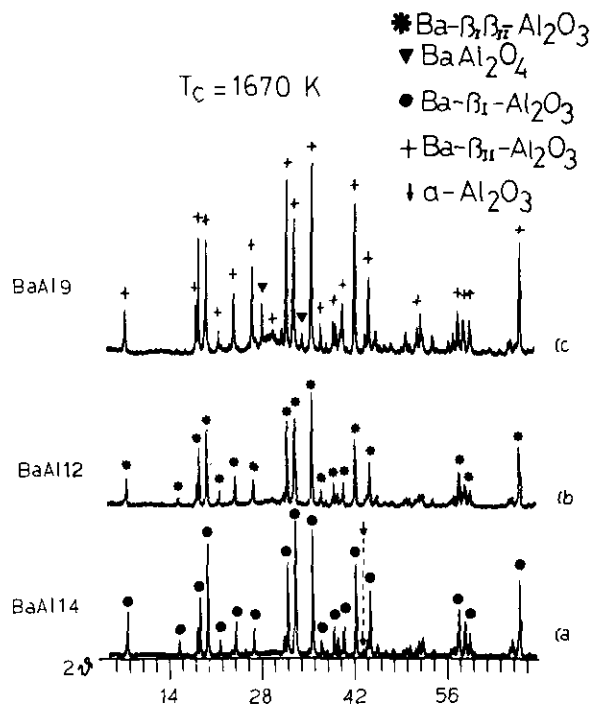 ✱ Ba-βIβII-Al2O3
▼ BaAl2O4
TC = 1670 K
● Ba-βI-Al2O3
+ Ba-βII-Al2O3
↓ α-Al2O3
BaAl9
(c
BaAl12
(b
BaAl14
(a
2ϑ
14 28 42 56